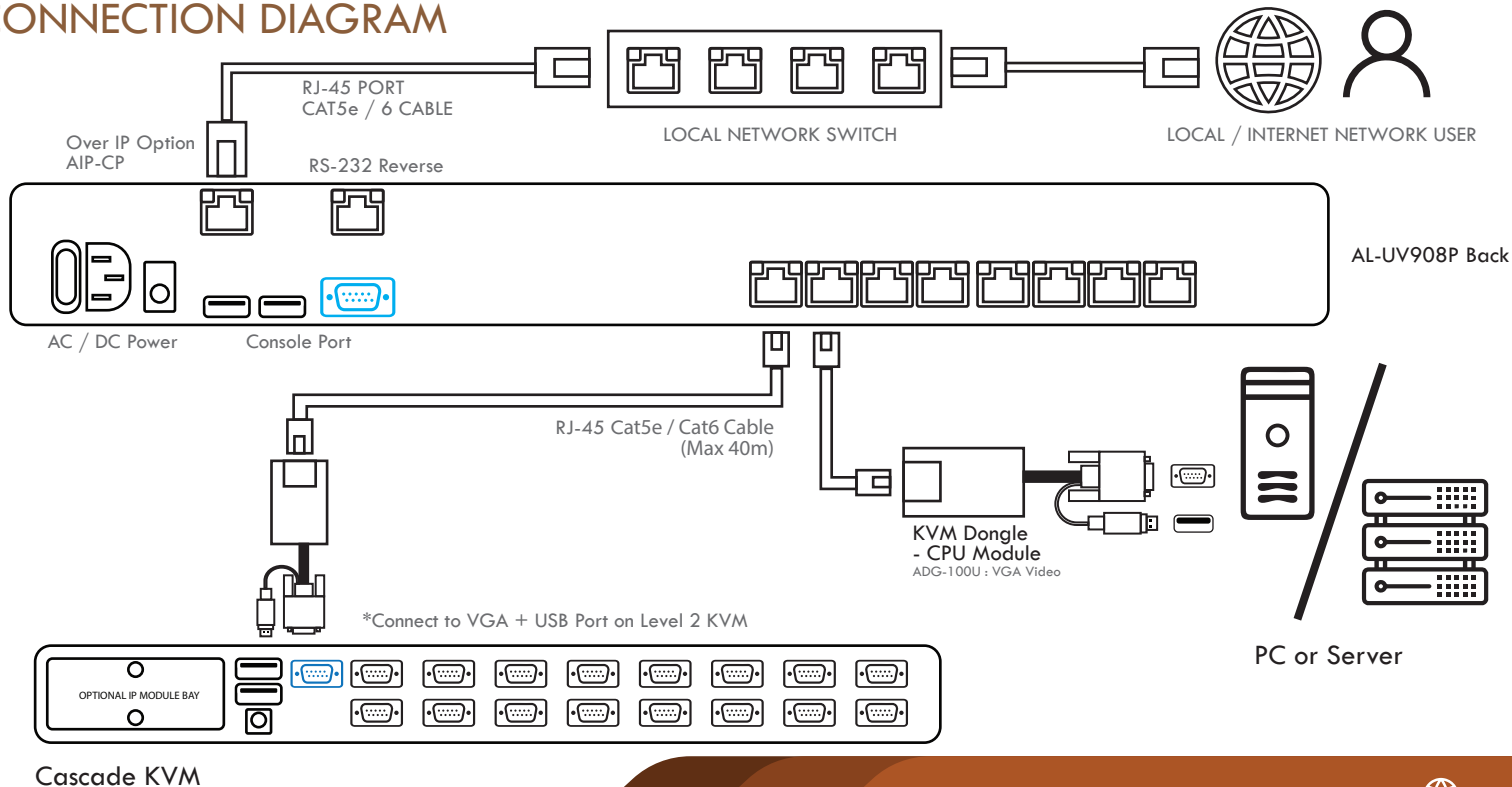 ONNECTION DIAGRAM
RJ-45 PORT
CAT5e / 6 CABLE
LOCAL NETWORK SWITCH
LOCAL / INTERNET NETWORK USER
Over IP Option
AIP-CP
RS-232 Reverse
AL-UV908P Back
AC / DC Power
Console Port
RJ-45 Cat5e / Cat6 Cable
(Max 40m)
KVM Dongle
- CPU Module
ADG-100U : VGA Video
*Connect to VGA + USB Port on Level 2 KVM
PC or Server
OPTIONAL IP MODULE BAY
Cascade KVM